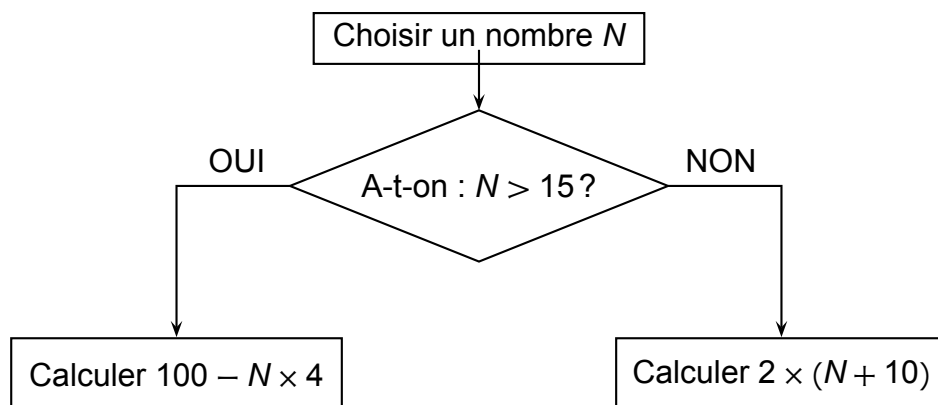 Choisir un nombre N
OUI
NON
A-t-on : N > 15 ?
Calculer 100 − N × 4
Calculer 2 × (N + 10)